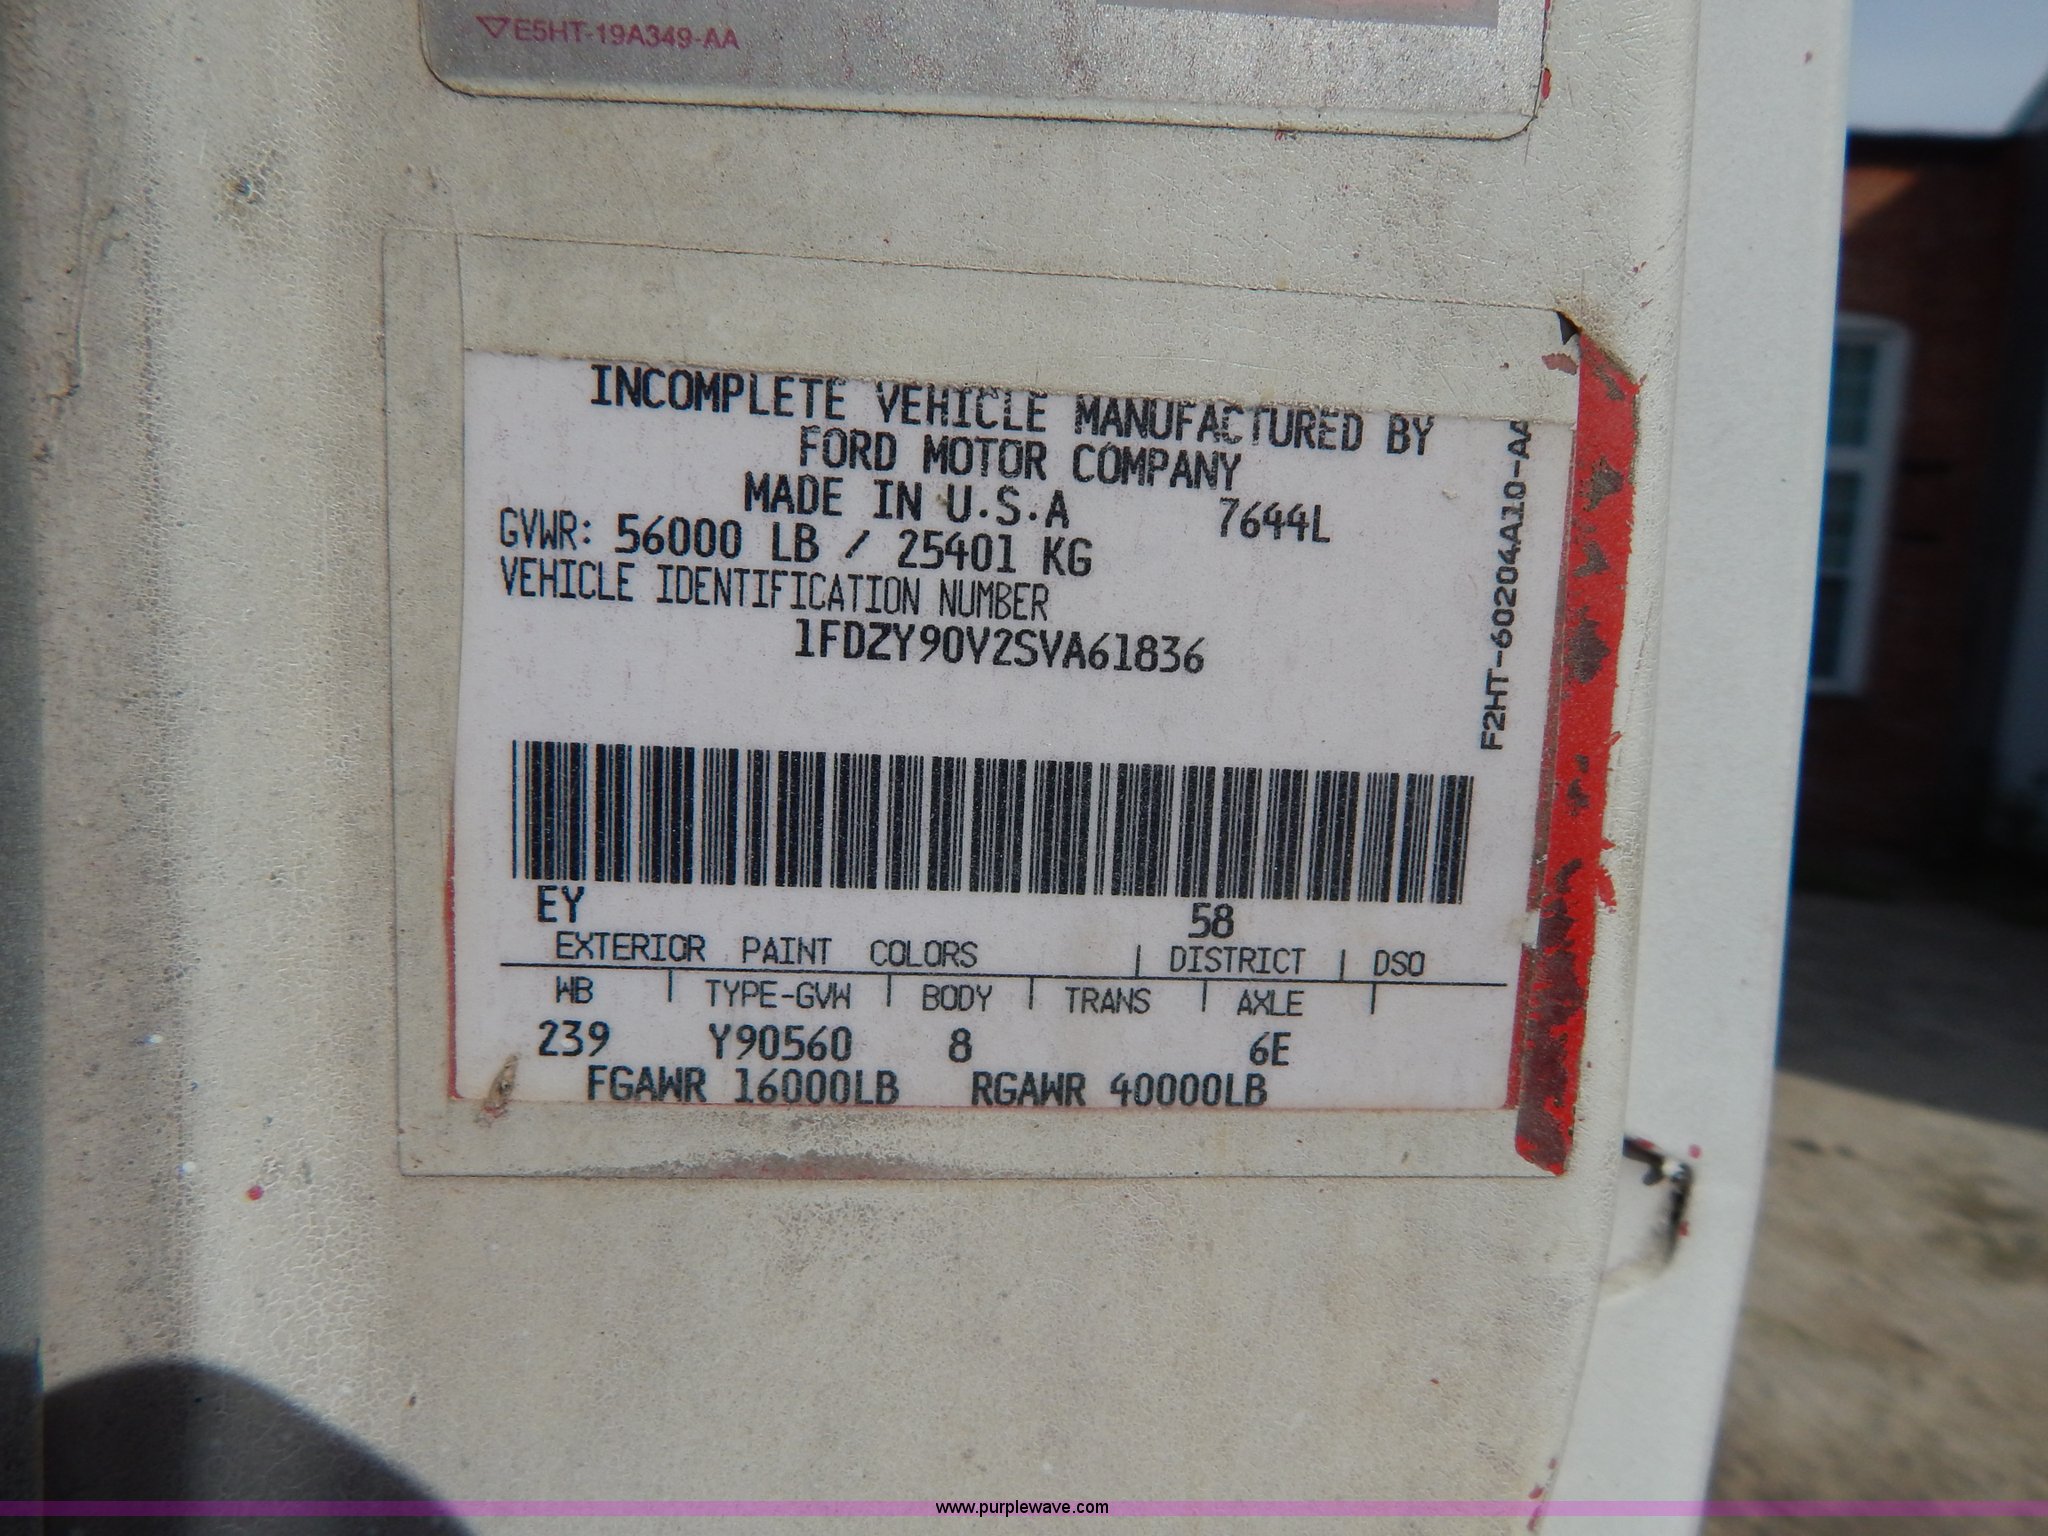 ▽E5HT-19A349-AA
INCOMPLETE VEHICLE MANUFACTURED BY
FORD MOTOR COMPANY
MADE IN U.S.A 7644L
GVWR: 56000 LB / 25401 KG
VEHICLE IDENTIFICATION NUMBER
1FDZY90V2SVA61836
F2HT-60204A10-AA
EY 58
EXTERIOR PAINT COLORS DISTRICT DSO
WB TYPE-GVW BODY TRANS AXLE
239 Y90560 8 6E
FGAWR 16000LB RGAWR 40000LB
www.purplewave.com